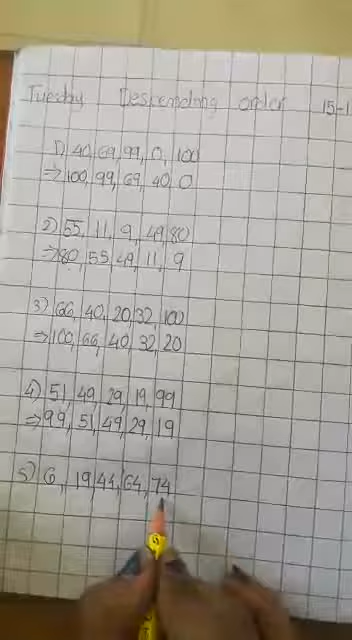 Tuesday Descending order 15-1
1) 40, 69, 99, 0, 100
⇒ 100, 99, 69, 40, 0
2) 55, 11, 9, 49, 80
⇒ 80, 55, 49, 11, 9
3) 66, 40, 20, 32, 100
⇒ 100, 66, 40, 32, 20
4) 51, 49, 29, 19, 99
⇒ 99, 51, 49, 29, 19
5) 6, 19, 44, 64, 74